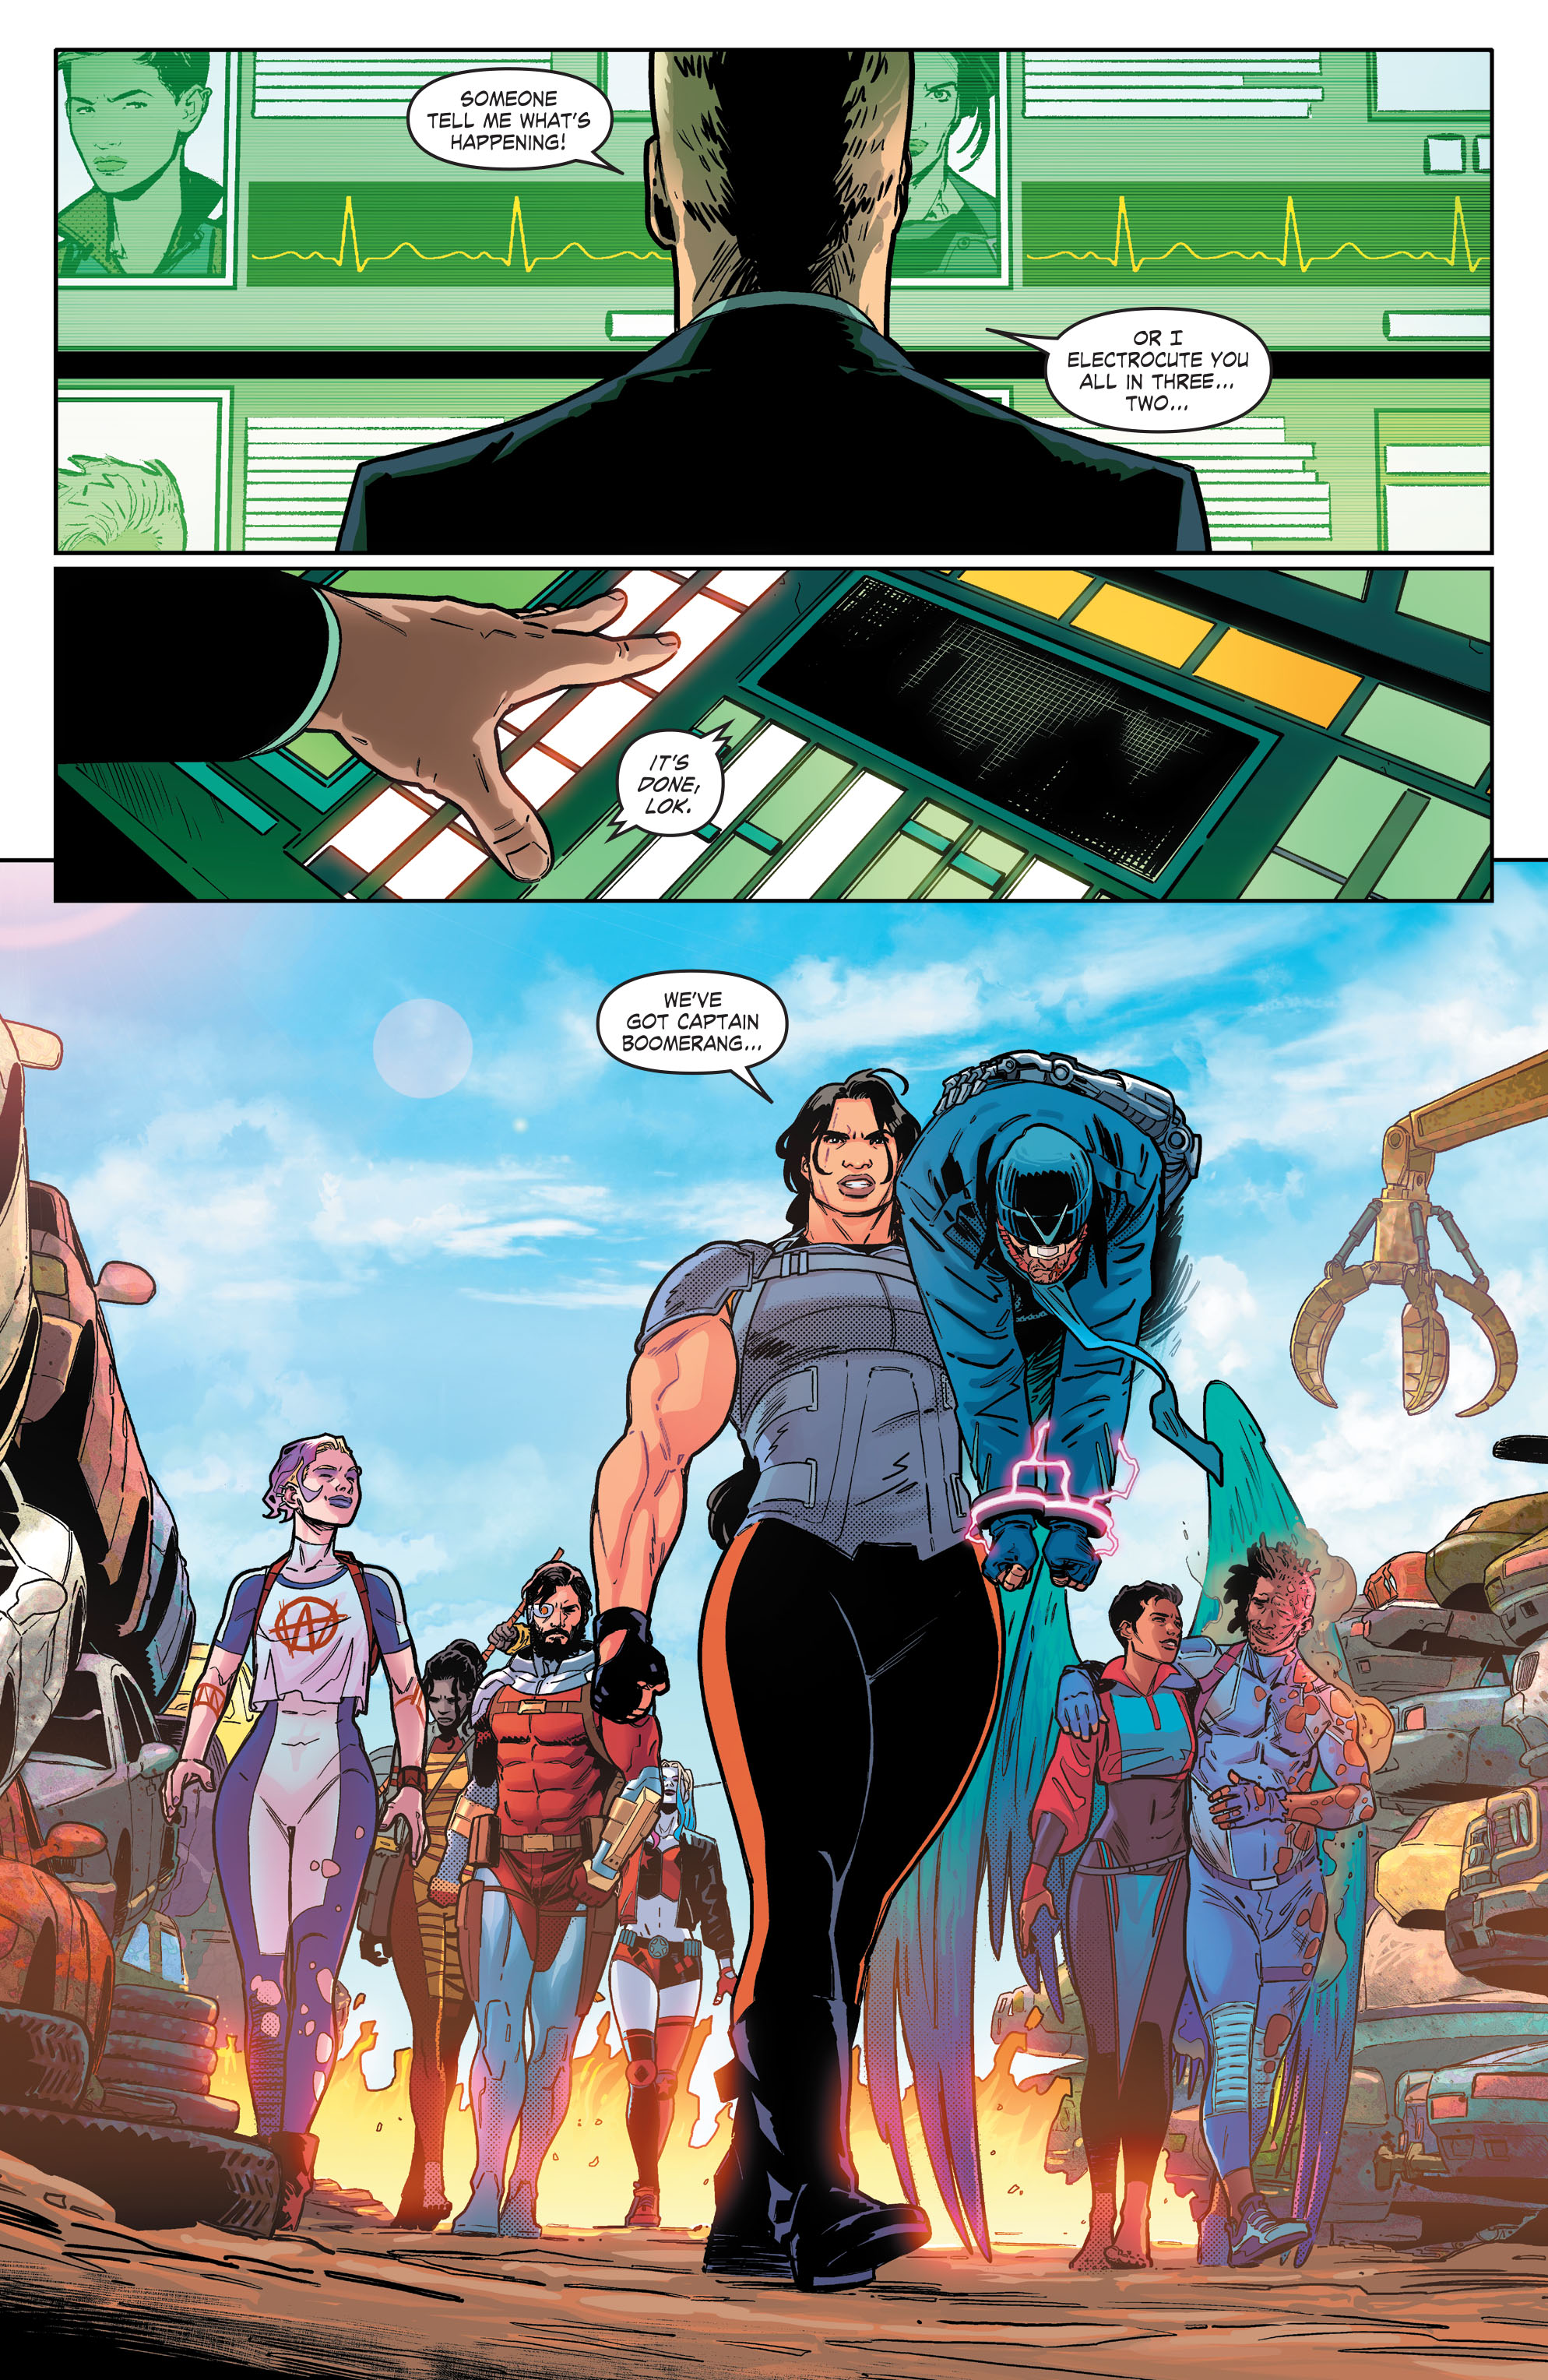 SOMEONE
TELL ME WHAT'S
HAPPENING!
OR I
ELECTROCUTE YOU
ALL IN THREE...
TWO...
IT'S
DONE,
LOK.
WE'VE
GOT CAPTAIN
BOOMERANG...